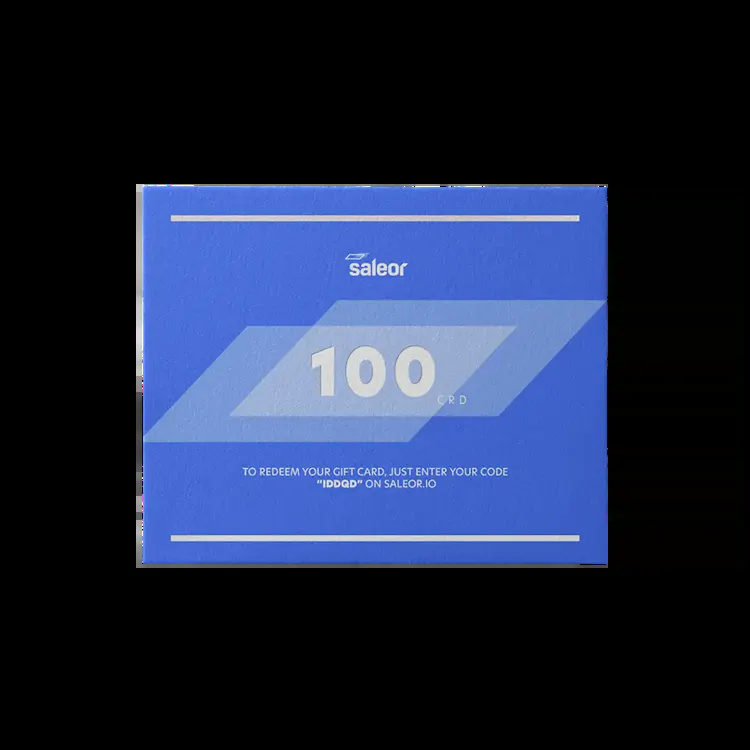 saleor
100
CRD
TO REDEEM YOUR GIFT CARD, JUST ENTER YOUR CODE
"IDDQD" ON SALEOR.IO